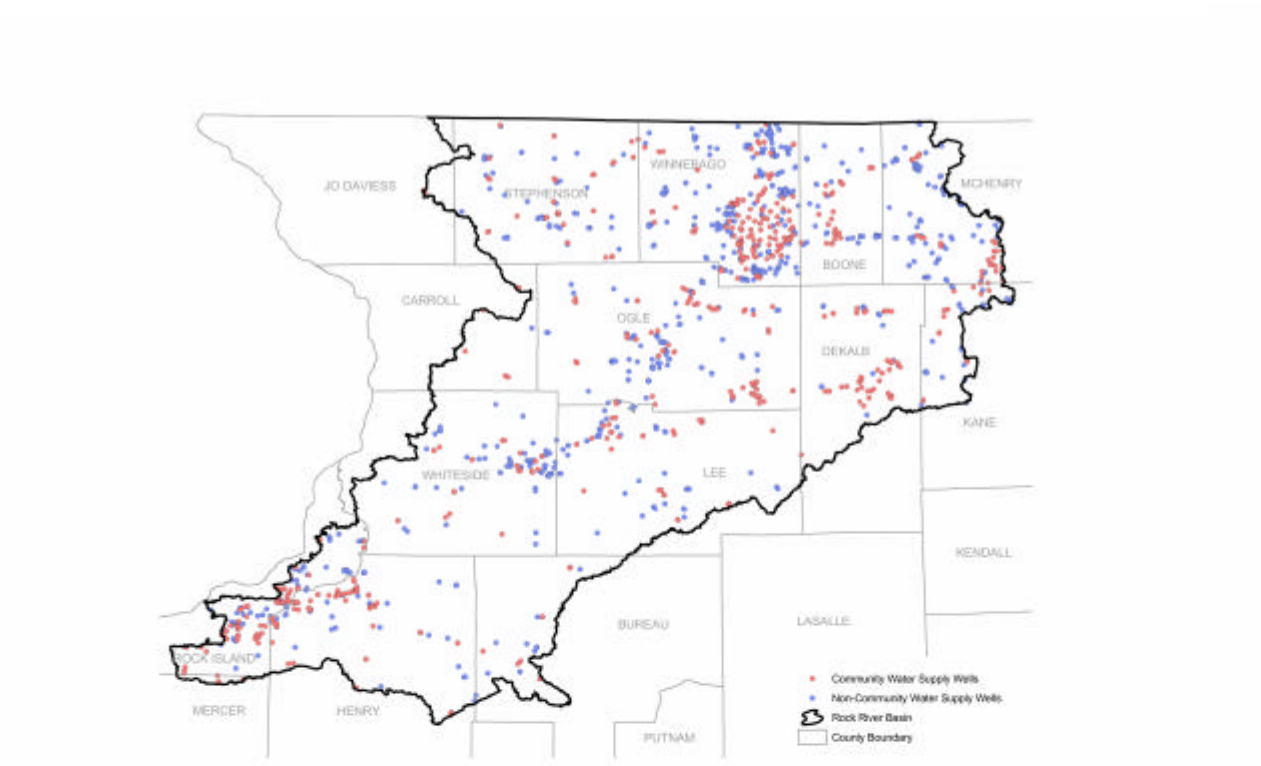 WINNEBAGO
JO DAVIESS
STEPHENSON
MCHENRY
BOONE
CARROLL
OGLE
DEKALB
KANE
WHITESIDE
LEE
KENDALL
BUREAU
LASALLE
ROCK ISLAND
Community Water Supply Wells
Non-Community Water Supply Wells
MERCER
HENRY
Rock River Basin
PUTNAM
County Boundary